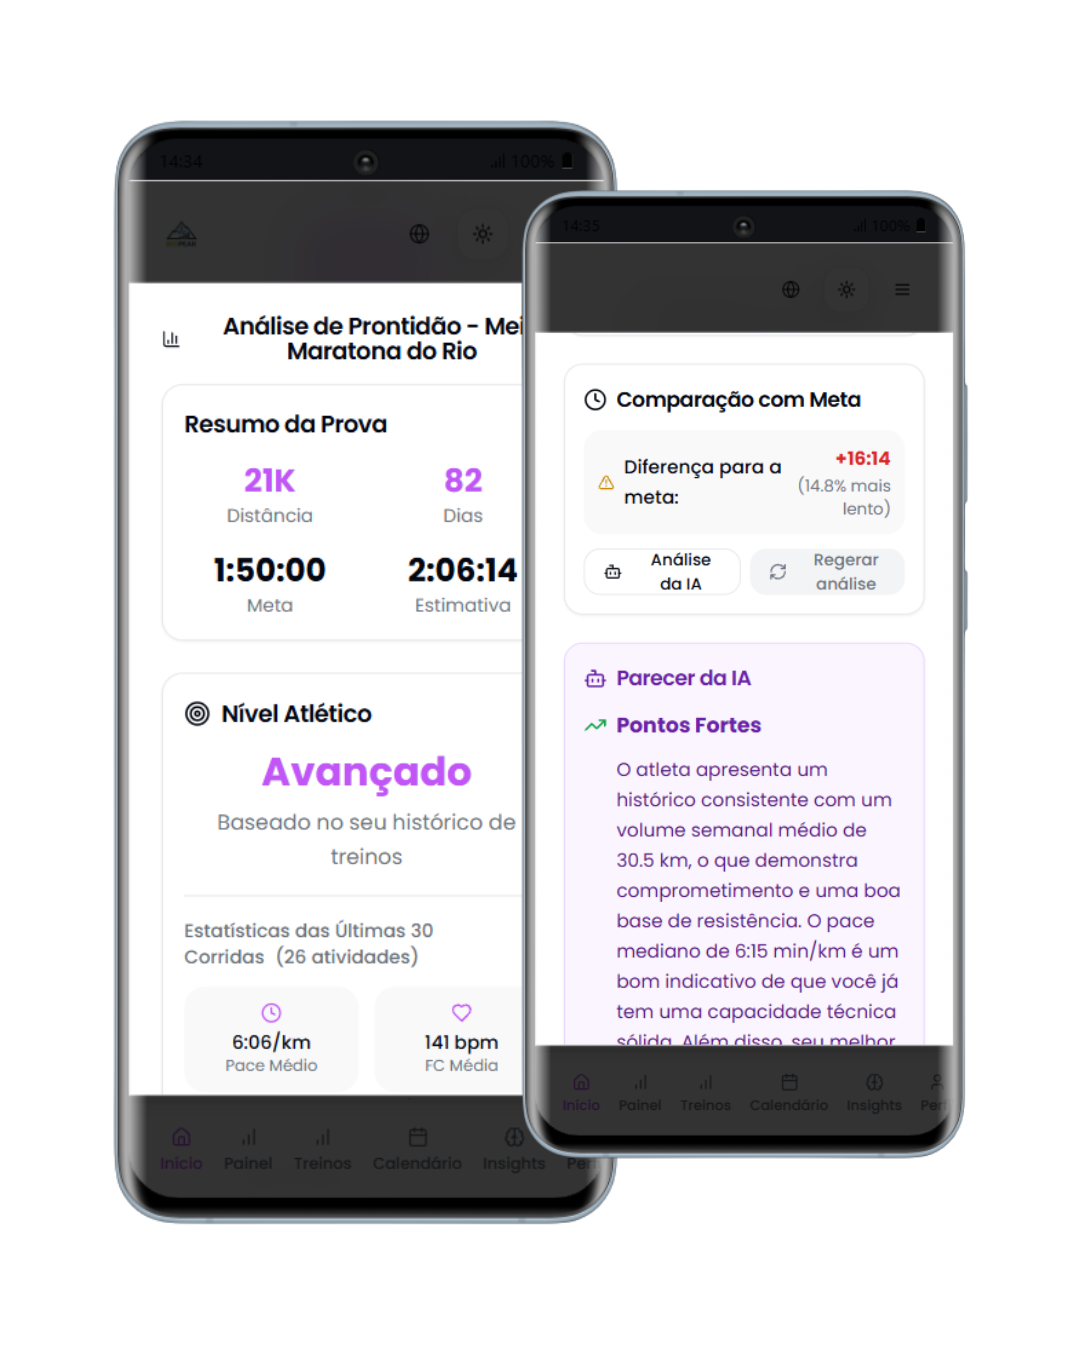 14:34
100%
Análise de Prontidão - Mei
Maratona do Rio
Resumo da Prova
21K
82
Distância
Dias
1:50:00
2:06:14
Meta
Estimativa
Nível Atlético
Avançado
Baseado no seu histórico de
treinos
Estatísticas das Últimas 30
Corridas (26 atividades)
6:06/km
141 bpm
Pace Médio
FC Média
Início
Painel
Treinos
Calendário
Insights
Per
14:35
100%
Comparação com Meta
Diferença para a
meta:
+16:14
(14.8% mais
lento)
Análise
da IA
Regerar
análise
Parecer da IA
Pontos Fortes
O atleta apresenta um
histórico consistente com um
volume semanal médio de
30.5 km, o que demonstra
comprometimento e uma boa
base de resistência. O pace
mediano de 6:15 min/km é um
bom indicativo de que você já
tem uma capacidade técnica
sólida. Além disso, seu melhor
Início
Painel
Treinos
Calendário
Insights
Perf